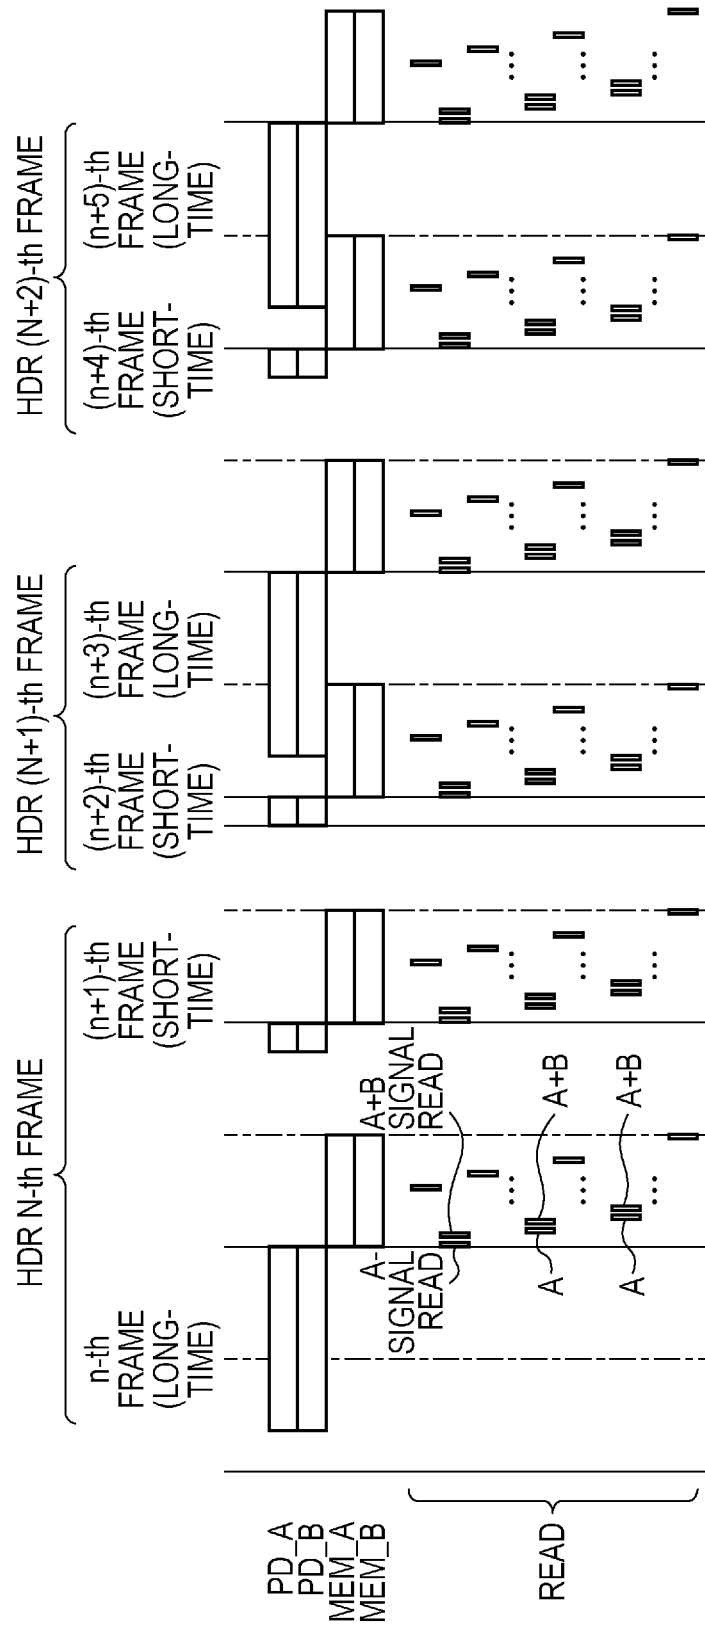 HDR N-th FRAME
HDR (N+1)-th FRAME
HDR (N+2)-th FRAME
n-th
FRAME
(LONG-
TIME)
(n+1)-th
FRAME
(SHORT-
TIME)
(n+2)-th
FRAME
(SHORT-
TIME)
(n+3)-th
FRAME
(LONG-
TIME)
(n+4)-th
FRAME
(SHORT-
TIME)
(n+5)-th
FRAME
(LONG-
TIME)
PD_A
PD_B
MEM_A
MEM_B
A-
SIGNAL
READ
A+B
SIGNAL
READ
A
A+B
A
A+B
READ